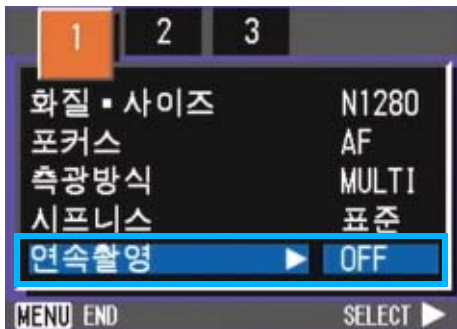 1 2 3
화질▪사이즈 N1280
포커스 AF
측광방식 MULTI
시프니스 표준
연속촬영 ▶ OFF
MENU END SELECT ▶